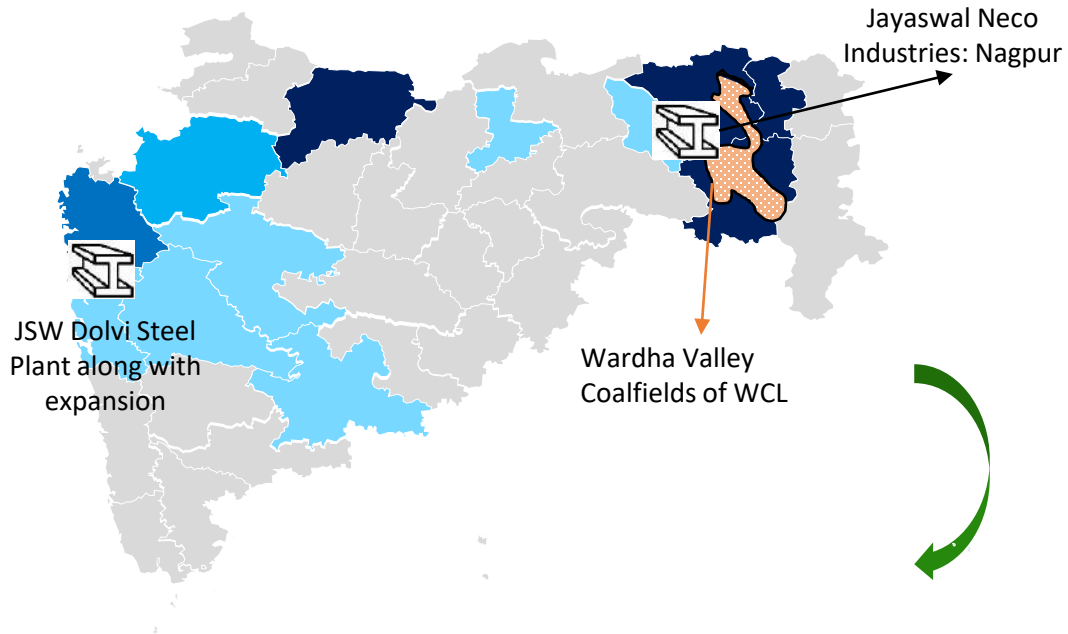 Jayaswal Neco
Industries: Nagpur
JSW Dolvi Steel
Plant along with
expansion
Wardha Valley
Coalfields of WCL